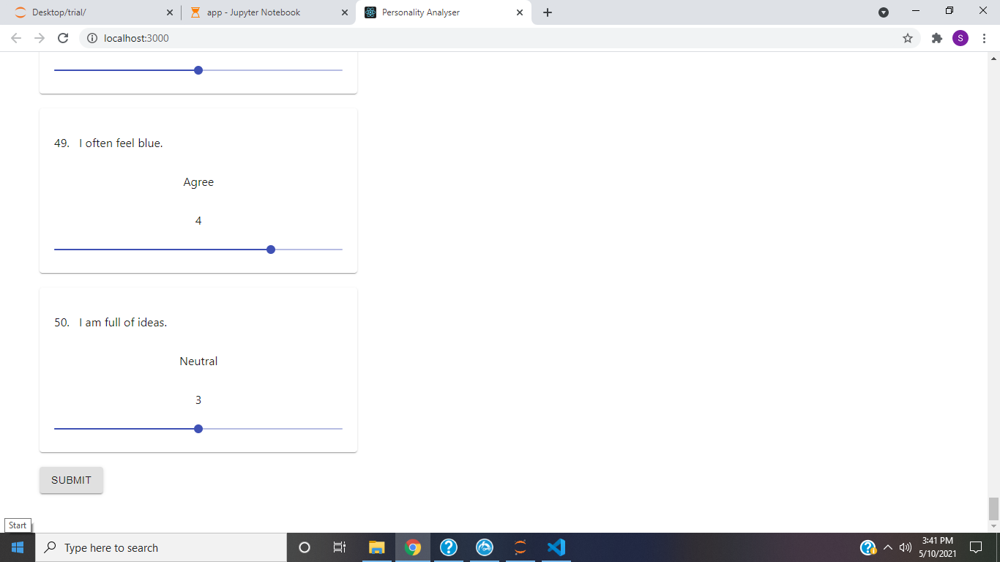 Desktop/trial/
app - Jupyter Notebook
Personality Analyser
localhost:3000
S
49. I often feel blue.
Agree
4
50. I am full of ideas.
Neutral
3
SUBMIT
Start
Type here to search
3:41 PM
5/10/2021